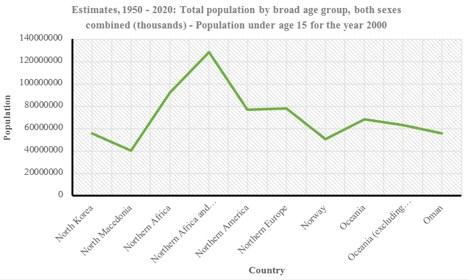 Estimates, 1950 - 2020: Total population by broad age group, both sexes
combined (thousands) - Population under age 15 for the year 2000
140000000
120000000
100000000
80000000
60000000
40000000
20000000
0
Population
North Korea
North Macedonia
Northern Africa
Northern Africa and...
Northern America
Northern Europe
Norway
Oceania
Oceania (excluding...
Oman
Country